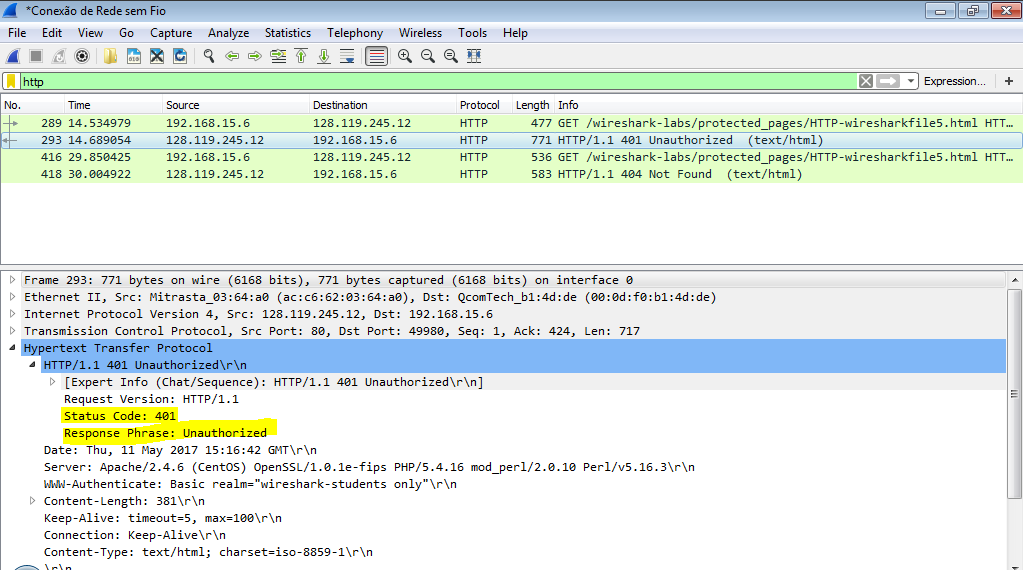 *Conexão de Rede sem Fio
File Edit View Go Capture Analyze Statistics Telephony Wireless Tools Help
http Expression... +
No. Time Source Destination Protocol Length Info
289 14.534979 192.168.15.6 128.119.245.12 HTTP 477 GET /wireshark-labs/protected_pages/HTTP-wiresharkfile5.html HTT...
293 14.689054 128.119.245.12 192.168.15.6 HTTP 771 HTTP/1.1 401 Unauthorized (text/html)
416 29.850425 192.168.15.6 128.119.245.12 HTTP 536 GET /wireshark-labs/protected_pages/HTTP-wiresharkfile5.html HTT...
418 30.004922 128.119.245.12 192.168.15.6 HTTP 583 HTTP/1.1 404 Not Found (text/html)
Frame 293: 771 bytes on wire (6168 bits), 771 bytes captured (6168 bits) on interface 0
Ethernet II, Src: Mitrasta_03:64:a0 (ac:c6:62:03:64:a0), Dst: QcomTech_b1:4d:de (00:0d:f0:b1:4d:de)
Internet Protocol Version 4, Src: 128.119.245.12, Dst: 192.168.15.6
Transmission Control Protocol, Src Port: 80, Dst Port: 49980, Seq: 1, Ack: 424, Len: 717
Hypertext Transfer Protocol
HTTP/1.1 401 Unauthorized\r\n
[Expert Info (Chat/Sequence): HTTP/1.1 401 Unauthorized\r\n]
Request Version: HTTP/1.1
Status Code: 401
Response Phrase: Unauthorized
Date: Thu, 11 May 2017 15:16:42 GMT\r\n
Server: Apache/2.4.6 (CentOS) OpenSSL/1.0.1e-fips PHP/5.4.16 mod_perl/2.0.10 Perl/v5.16.3\r\n
WWW-Authenticate: Basic realm="wireshark-students only"\r\n
Content-Length: 381\r\n
Keep-Alive: timeout=5, max=100\r\n
Connection: Keep-Alive\r\n
Content-Type: text/html; charset=iso-8859-1\r\n
\r\n